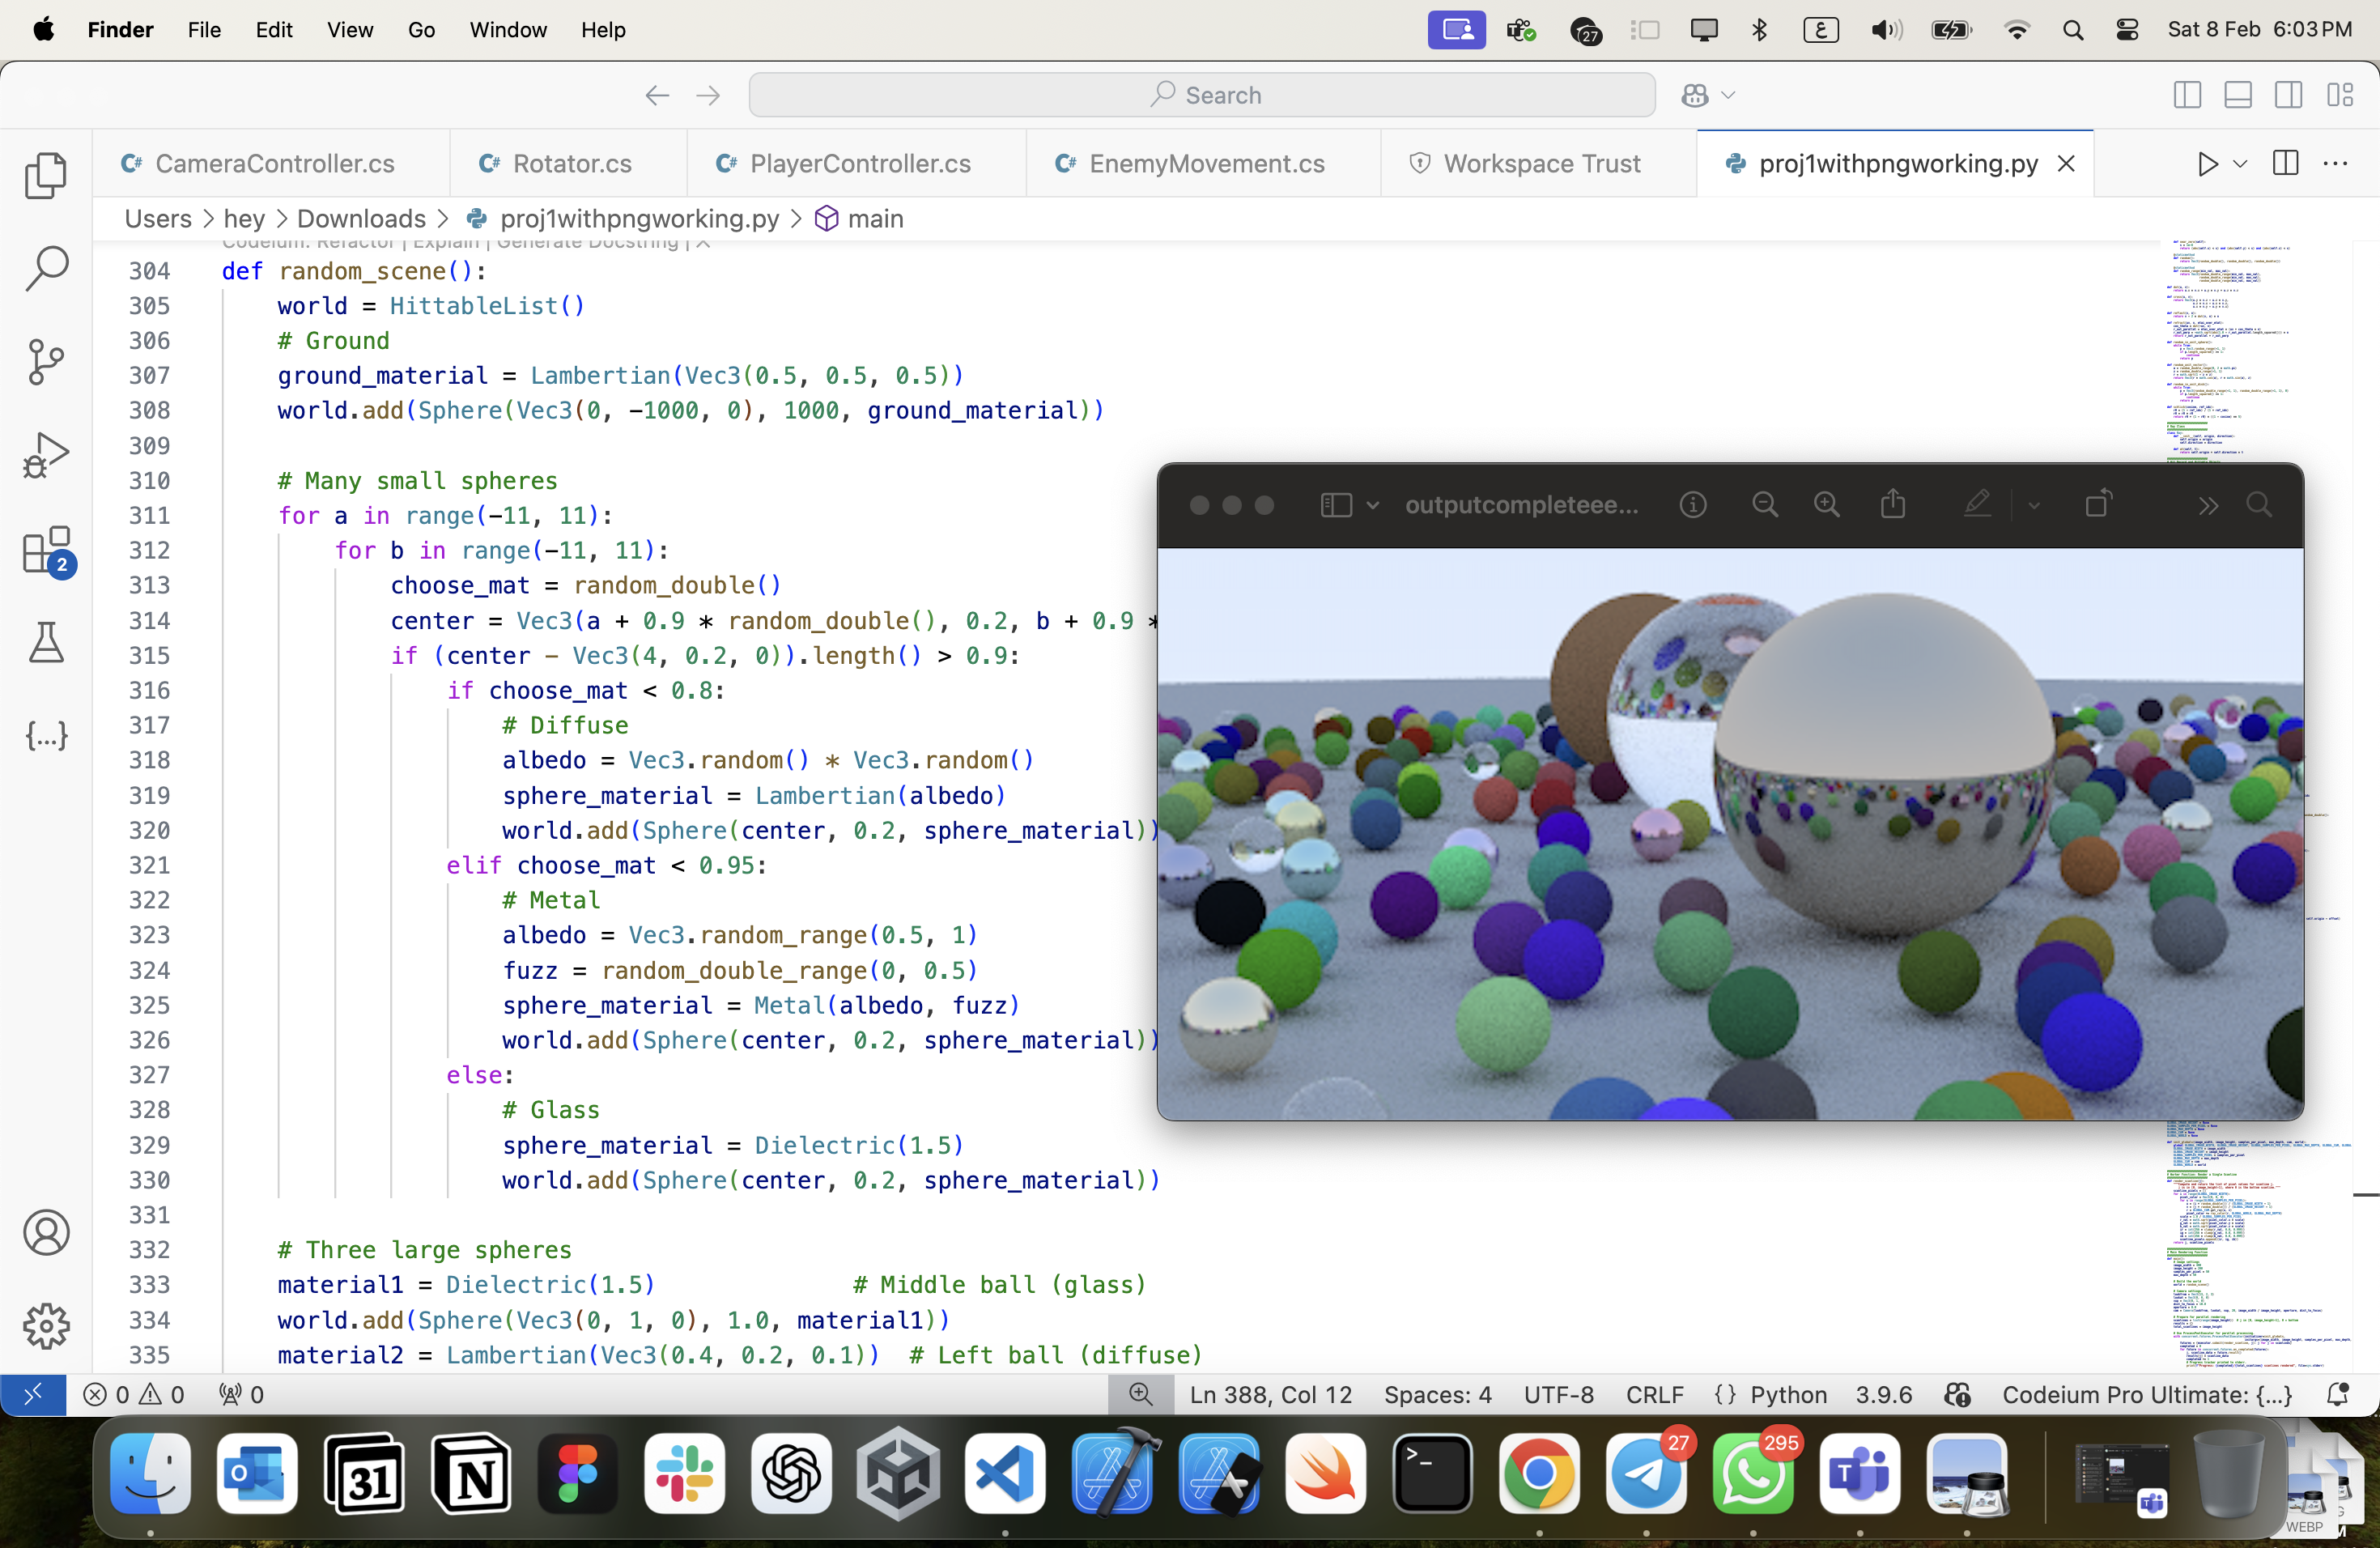 Finder File Edit View Go Window Help 27 ع Sat 8 Feb 6:03 PM
Search
CameraController.cs Rotator.cs PlayerController.cs EnemyMovement.cs Workspace Trust proj1withpngworking.py
Users > hey > Downloads > proj1withpngworking.py > main
Codeium: Refactor | Explain | Generate Docstring | X
304 def random_scene():
305 world = HittableList()
306 # Ground
307 ground_material = Lambertian(Vec3(0.5, 0.5, 0.5))
308 world.add(Sphere(Vec3(0, -1000, 0), 1000, ground_material))
309
310 # Many small spheres
311 for a in range(-11, 11):
312 for b in range(-11, 11):
313 choose_mat = random_double()
314 center = Vec3(a + 0.9 * random_double(), 0.2, b + 0.9 *
315 if (center - Vec3(4, 0.2, 0)).length() > 0.9:
316 if choose_mat < 0.8:
317 # Diffuse
318 albedo = Vec3.random() * Vec3.random()
319 sphere_material = Lambertian(albedo)
320 world.add(Sphere(center, 0.2, sphere_material))
321 elif choose_mat < 0.95:
322 # Metal
323 albedo = Vec3.random_range(0.5, 1)
324 fuzz = random_double_range(0, 0.5)
325 sphere_material = Metal(albedo, fuzz)
326 world.add(Sphere(center, 0.2, sphere_material))
327 else:
328 # Glass
329 sphere_material = Dielectric(1.5)
330 world.add(Sphere(center, 0.2, sphere_material))
331
332 # Three large spheres
333 material1 = Dielectric(1.5) # Middle ball (glass)
334 world.add(Sphere(Vec3(0, 1, 0), 1.0, material1))
335 material2 = Lambertian(Vec3(0.4, 0.2, 0.1)) # Left ball (diffuse)
outputcompleteee...
2
0 0 0 Ln 388, Col 12 Spaces: 4 UTF-8 CRLF {} Python 3.9.6 Codeium Pro Ultimate: {...}
31 27 295
WEBP